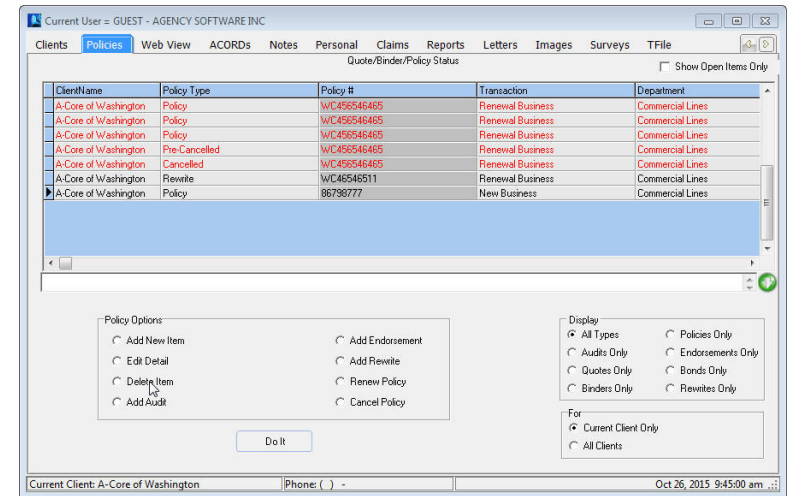 Current User = GUEST - AGENCY SOFTWARE INC
Clients Policies Web View ACORDs Notes Personal Claims Reports Letters Images Surveys TFile
Quote/Binder/Policy Status
Show Open Items Only
ClientName Policy Type Policy # Transaction Department
A-Core of Washington Policy WC456546465 Renewal Business Commercial Lines
A-Core of Washington Policy WC456546465 Renewal Business Commercial Lines
A-Core of Washington Policy WC456546465 Renewal Business Commercial Lines
A-Core of Washington Pre-Cancelled WC456546465 Renewal Business Commercial Lines
A-Core of Washington Cancelled WC456546465 Renewal Business Commercial Lines
A-Core of Washington Rewrite WC46546511 Renewal Business Commercial Lines
A-Core of Washington Policy 86798777 New Business Commercial Lines
Policy Options
Add New Item Add Endorsement
Edit Detail Add Rewrite
Delete Item Renew Policy
Add Audit Cancel Policy
Do It
Display
All Types Policies Only
Audits Only Endorsements Only
Quotes Only Bonds Only
Binders Only Rewrites Only
For
Current Client Only
All Clients
Current Client: A-Core of Washington Phone: ( ) - Oct 26, 2015 9:45:00 am